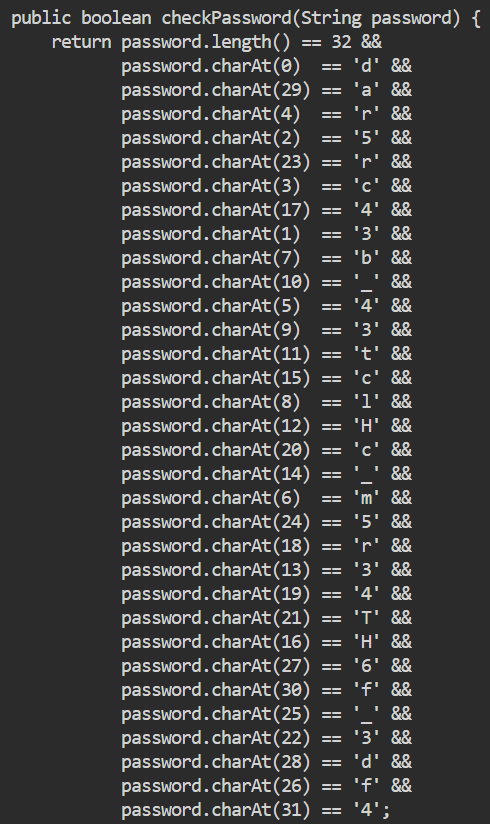 public boolean checkPassword(String password) {
    return password.length() == 32 &&
           password.charAt(0)  == 'd' &&
           password.charAt(29) == 'a' &&
           password.charAt(4)  == 'r' &&
           password.charAt(2)  == '5' &&
           password.charAt(23) == 'r' &&
           password.charAt(3)  == 'c' &&
           password.charAt(17) == '4' &&
           password.charAt(1)  == '3' &&
           password.charAt(7)  == 'b' &&
           password.charAt(10) == '_' &&
           password.charAt(5)  == '4' &&
           password.charAt(9)  == '3' &&
           password.charAt(11) == 't' &&
           password.charAt(15) == 'c' &&
           password.charAt(8)  == 'l' &&
           password.charAt(12) == 'H' &&
           password.charAt(20) == 'c' &&
           password.charAt(14) == '_' &&
           password.charAt(6)  == 'm' &&
           password.charAt(24) == '5' &&
           password.charAt(18) == 'r' &&
           password.charAt(13) == '3' &&
           password.charAt(19) == '4' &&
           password.charAt(21) == 'T' &&
           password.charAt(16) == 'H' &&
           password.charAt(27) == '6' &&
           password.charAt(30) == 'f' &&
           password.charAt(25) == '_' &&
           password.charAt(22) == '3' &&
           password.charAt(28) == 'd' &&
           password.charAt(26) == 'f' &&
           password.charAt(31) == '4';